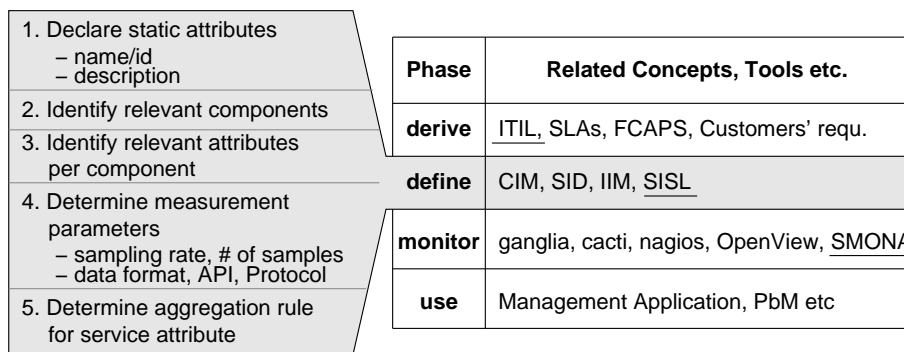 1. Declare static attributes
– name/id
– description
2. Identify relevant components
3. Identify relevant attributes
per component
4. Determine measurement
parameters
– sampling rate, # of samples
– data format, API, Protocol
5. Determine aggregation rule
for service attribute
Phase Related Concepts, Tools etc.
derive ITIL, SLAs, FCAPS, Customers' requ.
define CIM, SID, IIM, SISL
monitor ganglia, cacti, nagios, OpenView, SMONA
use Management Application, PbM etc